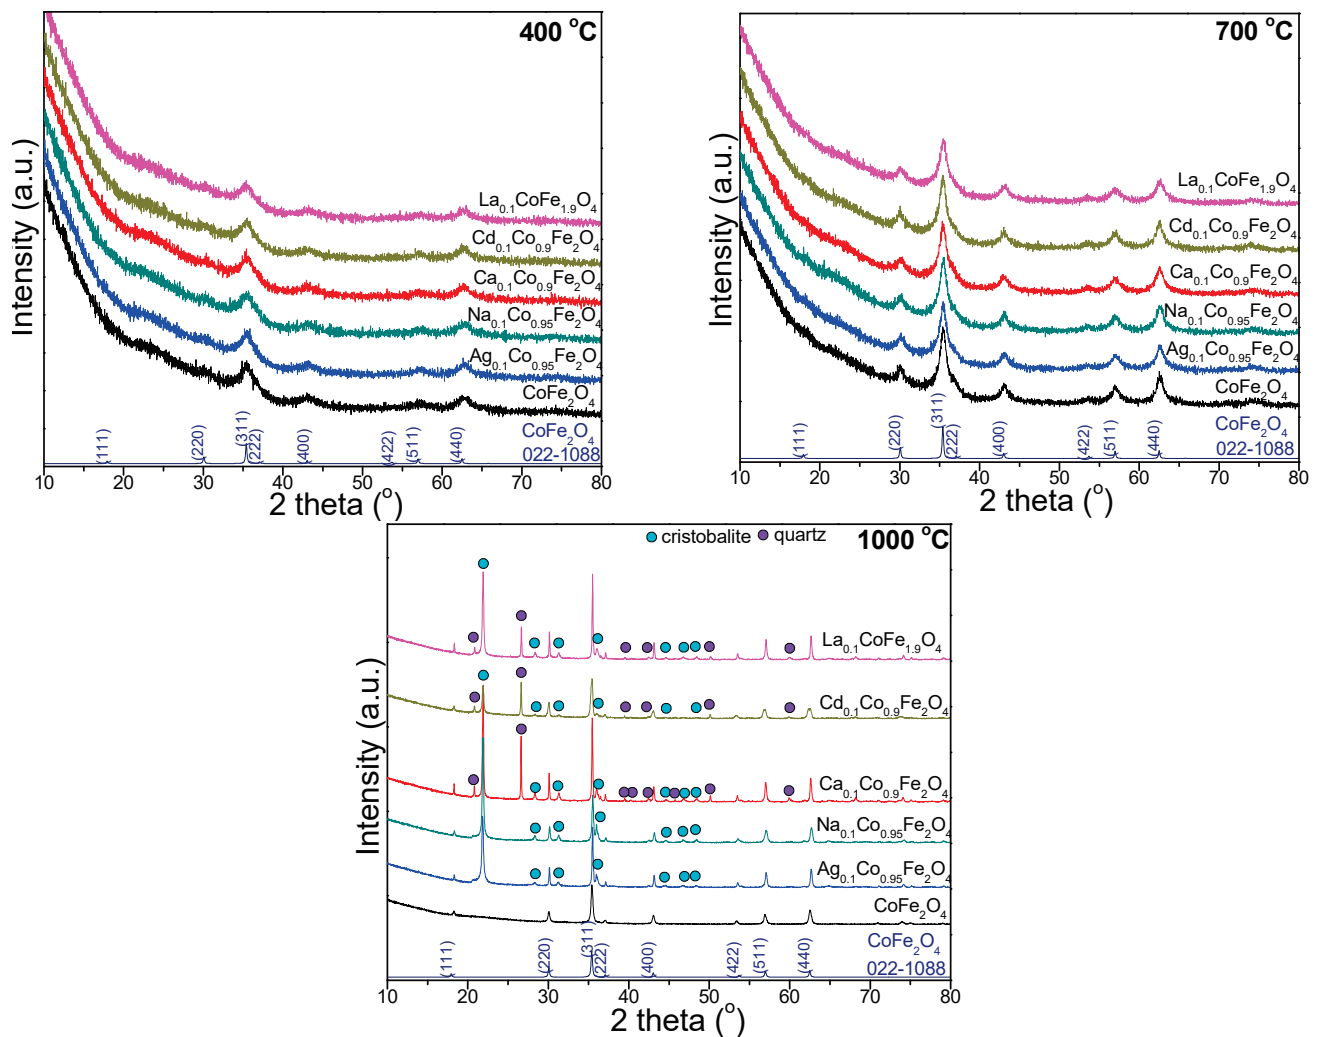 400 °C
Intensity (a.u.)
La0.1CoFe1.9O4
Cd0.1Co0.9Fe2O4
Ca0.1Co0.9Fe2O4
Na0.1Co0.95Fe2O4
Ag0.1Co0.95Fe2O4
CoFe2O4
(111) (220) (311) (222) (400) (422) (511) (440)
CoFe2O4
022-1088
10 20 30 40 50 60 70 80
2 theta (°)
700 °C
Intensity (a.u.)
La0.1CoFe1.9O4
Cd0.1Co0.9Fe2O4
Ca0.1Co0.9Fe2O4
Na0.1Co0.95Fe2O4
Ag0.1Co0.95Fe2O4
CoFe2O4
(111) (220) (311) (222) (400) (422) (511) (440)
CoFe2O4
022-1088
10 20 30 40 50 60 70 80
2 theta (°)
cristobalite quartz 1000 °C
Intensity (a.u.)
La0.1CoFe1.9O4
Cd0.1Co0.9Fe2O4
Ca0.1Co0.9Fe2O4
Na0.1Co0.95Fe2O4
Ag0.1Co0.95Fe2O4
CoFe2O4
(111) (220) (311) (222) (400) (422) (511) (440)
CoFe2O4
022-1088
10 20 30 40 50 60 70 80
2 theta (°)